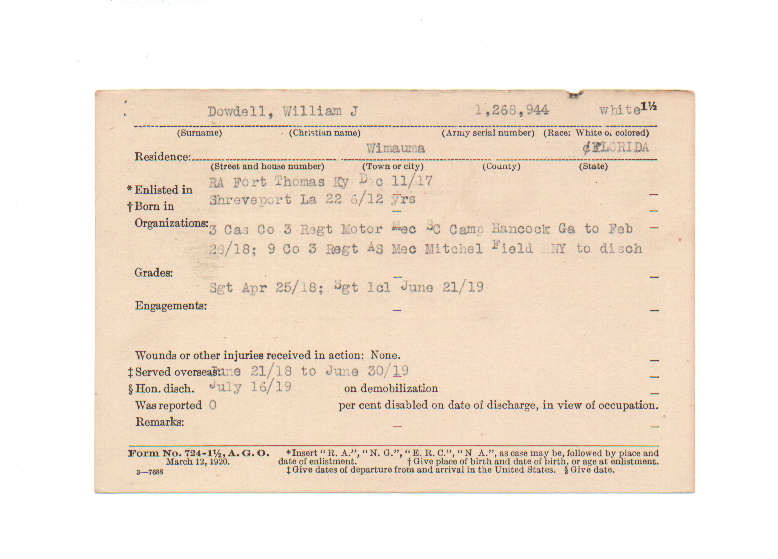 Dowdell, William J 1,268,944 white 1½
(Surname) (Christian name) (Army serial number) (Race: White or colored)
Residence: Wimauma FLORIDA
(Street and house number) (Town or city) (County) (State)
* Enlisted in RA Fort Thomas Ky Dec 11/17
† Born in Shreveport La 22 6/12 yrs
Organizations: 3 Cas Co 3 Regt Motor Mec SC Camp Hancock Ga to Feb
28/18; 9 Co 3 Regt AS Mec Mitchel Field NY to disch
Grades:
Sgt Apr 25/18; Sgt 1cl June 21/19
Engagements:
Wounds or other injuries received in action: None.
‡ Served overseas: June 21/18 to June 30/19
§ Hon. disch. July 16/19 on demobilization
Was reported 0 per cent disabled on date of discharge, in view of occupation.
Remarks:
Form No. 724-1½, A. G. O. *Insert "R. A.", "N. G.", "E. R. C.", "N A.", as case may be, followed by place and
March 12, 1920. date of enlistment. † Give place of birth and date of birth, or age at enlistment.
3—7688 ‡ Give dates of departure from and arrival in the United States. § Give date.